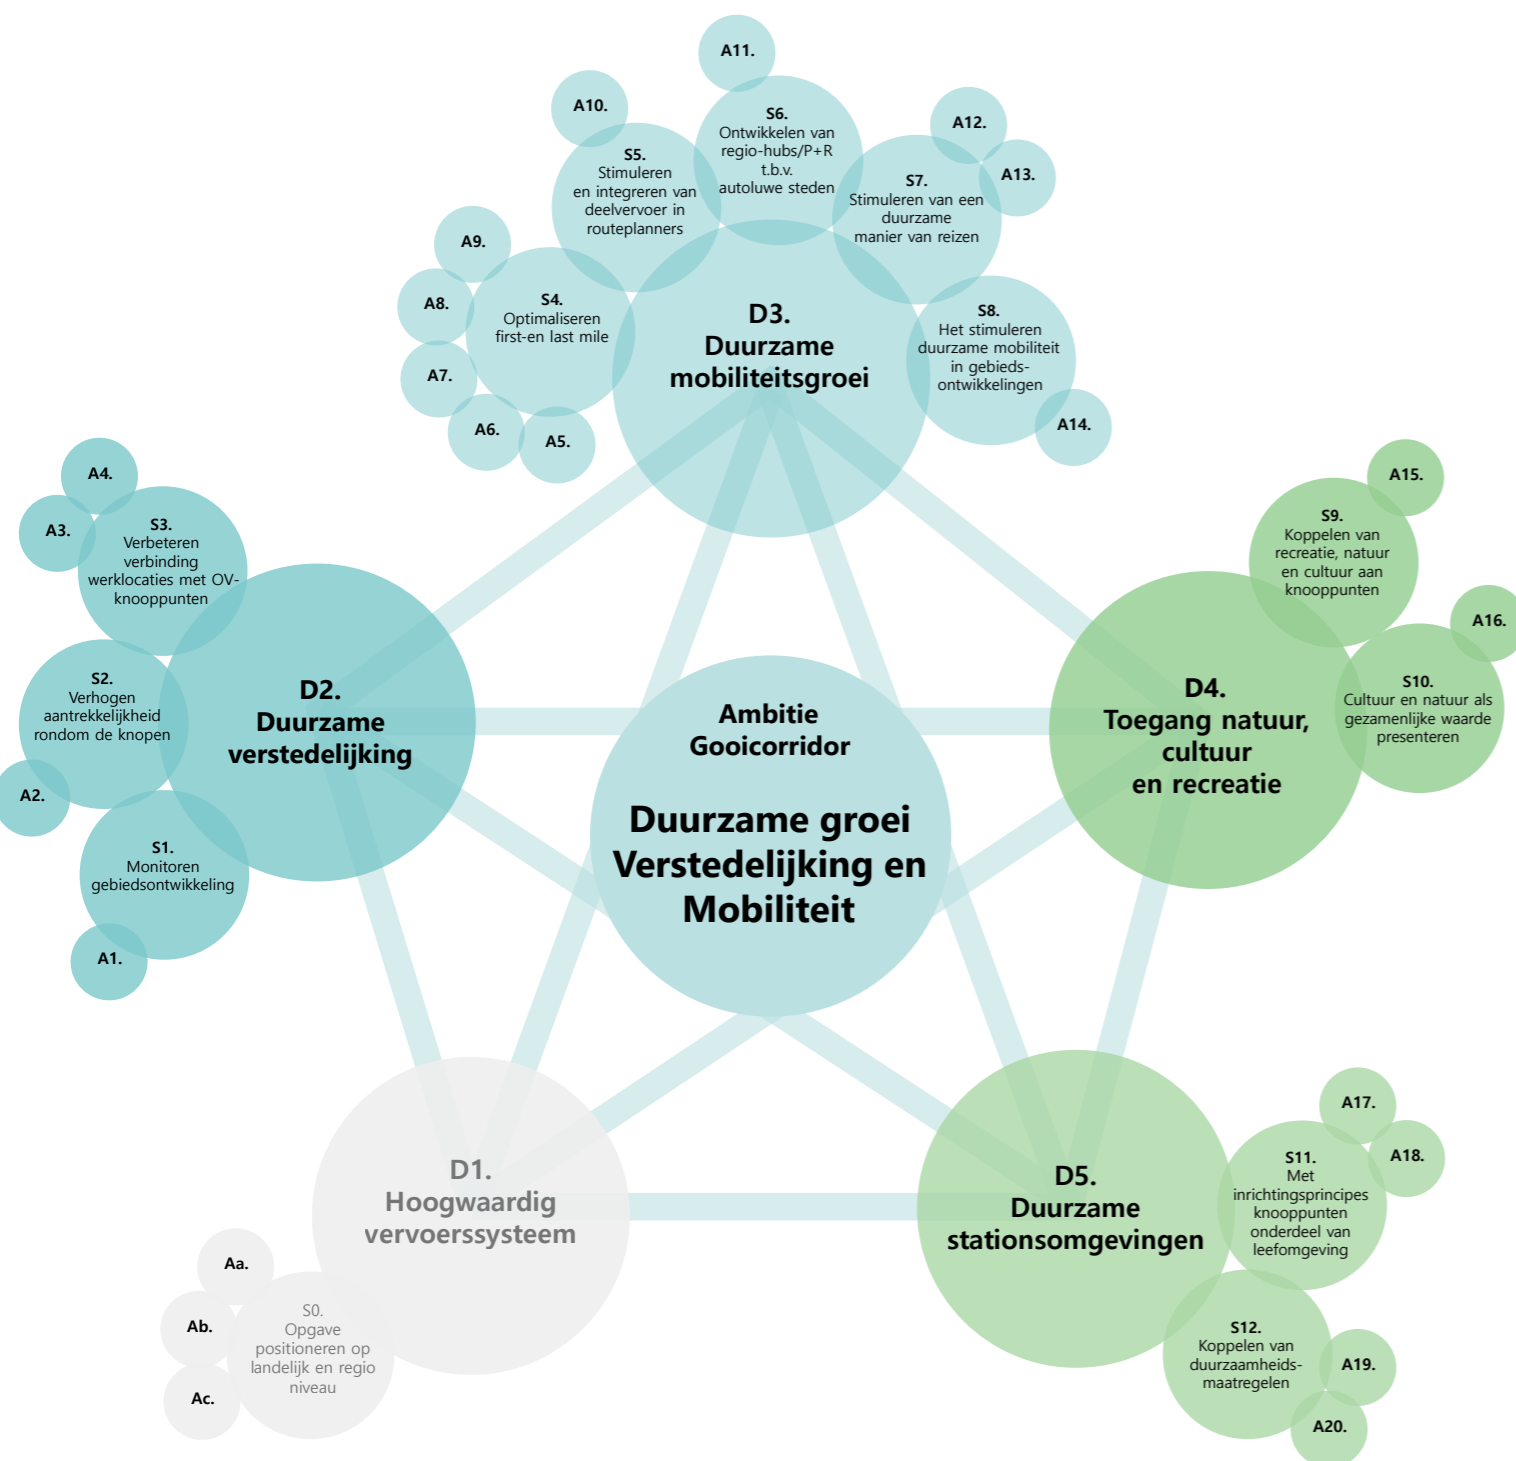 Ambitie
Gooicorridor
Duurzame groei
Verstedelijking en
Mobiliteit
D1.
Hoogwaardig
vervoerssysteem
S0.
Opgave
positioneren op
landelijk en regio
niveau
Aa.
Ab.
Ac.
D2.
Duurzame
verstedelijking
S1.
Monitoren
gebiedsontwikkeling
A1.
S2.
Verhogen
aantrekkelijkheid
rondom de knopen
A2.
S3.
Verbeteren
verbinding
werklocaties met OV-
knooppunten
A3.
A4.
D3.
Duurzame
mobiliteitsgroei
S4.
Optimaliseren
first-en last mile
A5.
A6.
A7.
A8.
A9.
S5.
Stimuleren
en integreren van
deelvervoer in
routeplanners
A10.
S6.
Ontwikkelen van
regio-hubs/P+R
t.b.v.
autoluwe steden
A11.
S7.
Stimuleren van een
duurzame
manier van reizen
A12.
A13.
S8.
Het stimuleren
duurzame mobiliteit
in gebieds-
ontwikkelingen
A14.
D4.
Toegang natuur,
cultuur
en recreatie
S9.
Koppelen van
recreatie, natuur
en cultuur aan
knooppunten
A15.
S10.
Cultuur en natuur als
gezamenlijke waarde
presenteren
A16.
D5.
Duurzame
stationsomgevingen
S11.
Met
inrichtingsprincipes
knooppunten
onderdeel van
leefomgeving
A17.
A18.
S12.
Koppelen van
duurzaamheids-
maatregelen
A19.
A20.